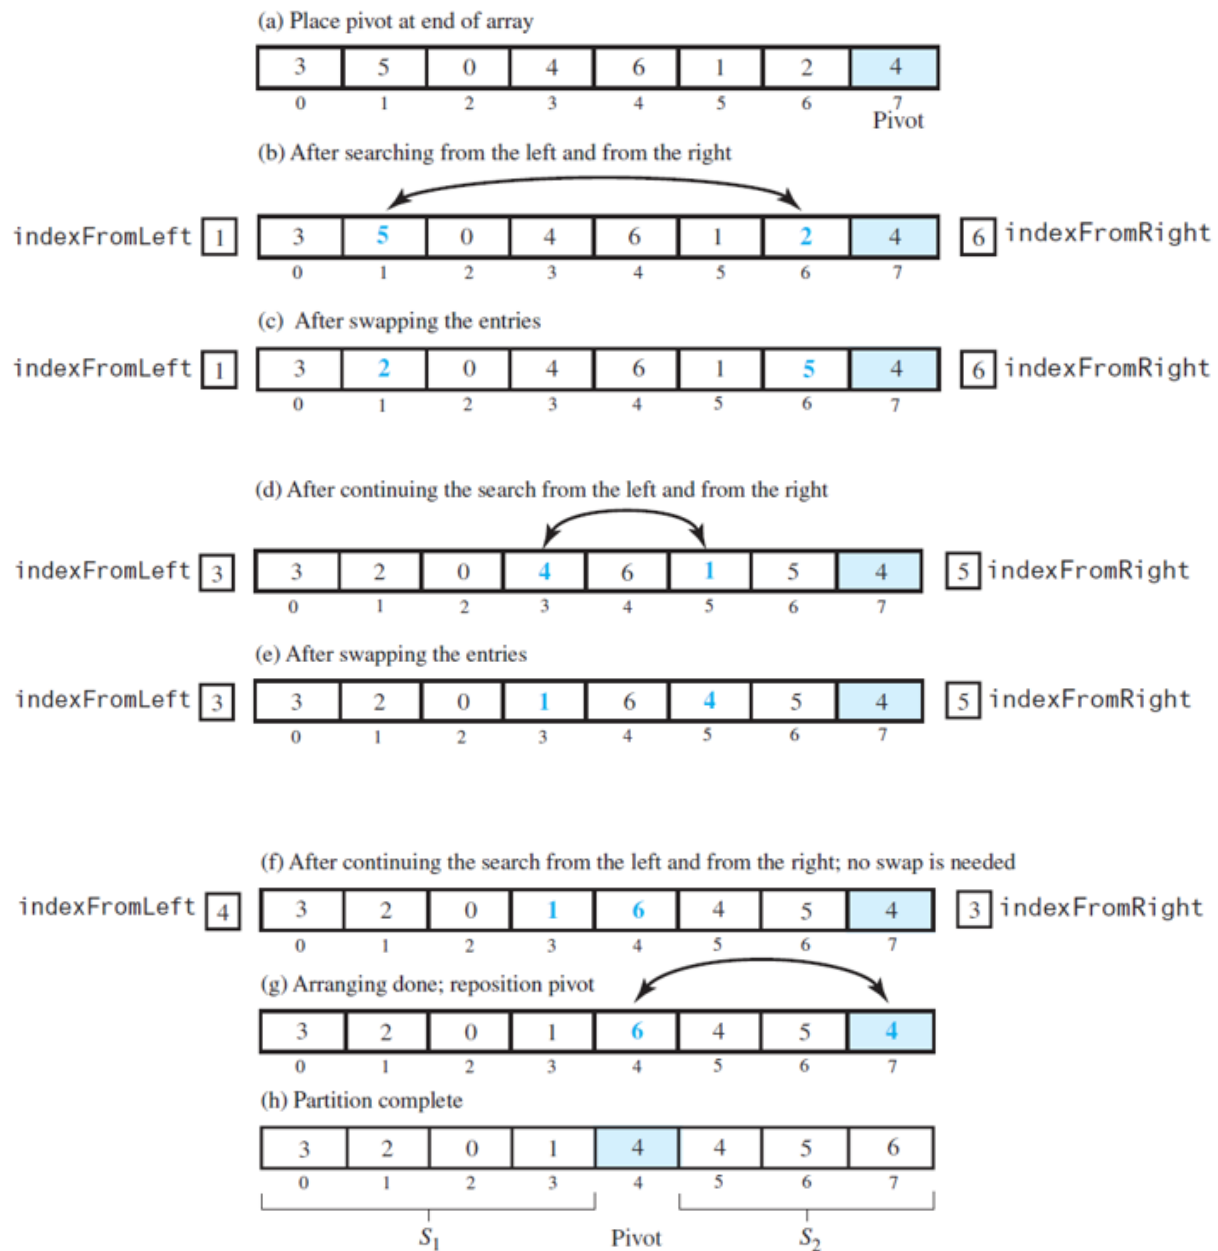 (a) Place pivot at end of array
3 5 0 4 6 1 2 4
0 1 2 3 4 5 6 7
Pivot
(b) After searching from the left and from the right
indexFromLeft 1 3 5 0 4 6 1 2 4 6 indexFromRight
0 1 2 3 4 5 6 7
(c) After swapping the entries
indexFromLeft 1 3 2 0 4 6 1 5 4 6 indexFromRight
0 1 2 3 4 5 6 7
(d) After continuing the search from the left and from the right
indexFromLeft 3 3 2 0 4 6 1 5 4 5 indexFromRight
0 1 2 3 4 5 6 7
(e) After swapping the entries
indexFromLeft 3 3 2 0 1 6 4 5 4 5 indexFromRight
0 1 2 3 4 5 6 7
(f) After continuing the search from the left and from the right; no swap is needed
indexFromLeft 4 3 2 0 1 6 4 5 4 3 indexFromRight
0 1 2 3 4 5 6 7
(g) Arranging done; reposition pivot
3 2 0 1 6 4 5 4
0 1 2 3 4 5 6 7
(h) Partition complete
3 2 0 1 4 4 5 6
0 1 2 3 4 5 6 7
S₁ Pivot S₂